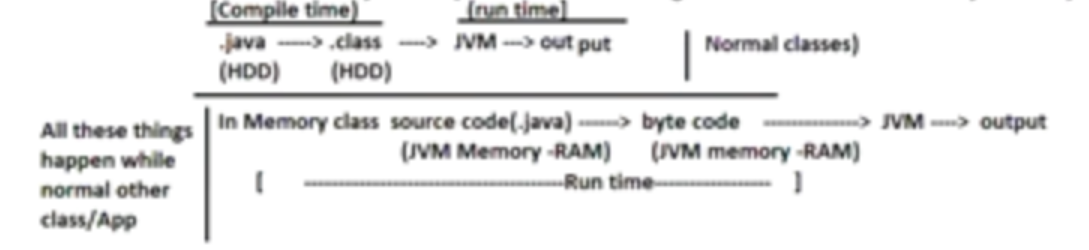 [Compile time) (run time]
.java ----> .class ----> JVM ---> out put | Normal classes)
(HDD) (HDD)
All these things
happen while
normal other
class/App
In Memory class source code(.java) ------> byte code -------------> JVM ----> output
(JVM Memory -RAM) (JVM memory -RAM)
[ ------------------------------------Run time---------------- ]